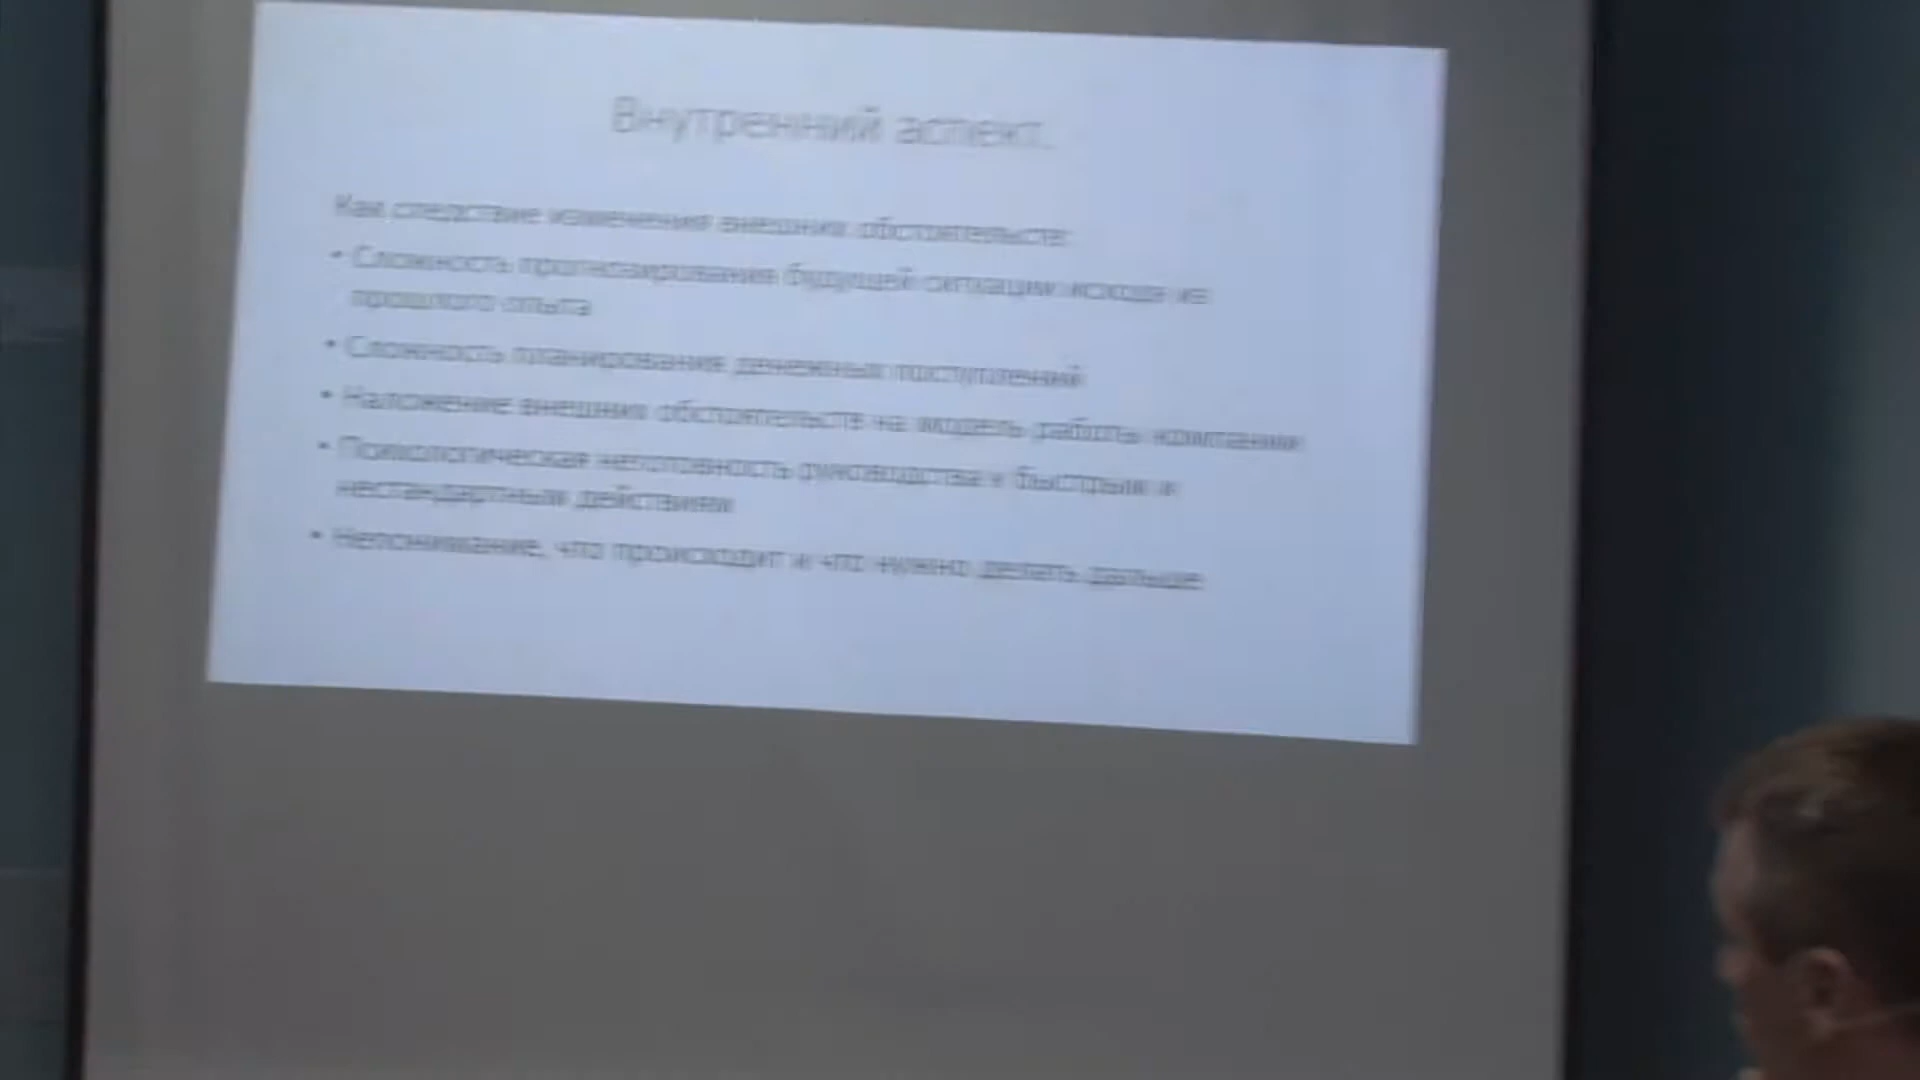 Внутренний аспект.
Как следствие изменения внешних обстоятельств:
• Сложность прогнозирования будущей ситуации исходя из
прошлого опыта
• Сложность планирования денежных поступлений
• Наложение внешних обстоятельств на модель работы компании
• Психологическая неготовность руководства к быстрым и
нестандартным действиям
• Непонимание, что происходит и что нужно делать дальше